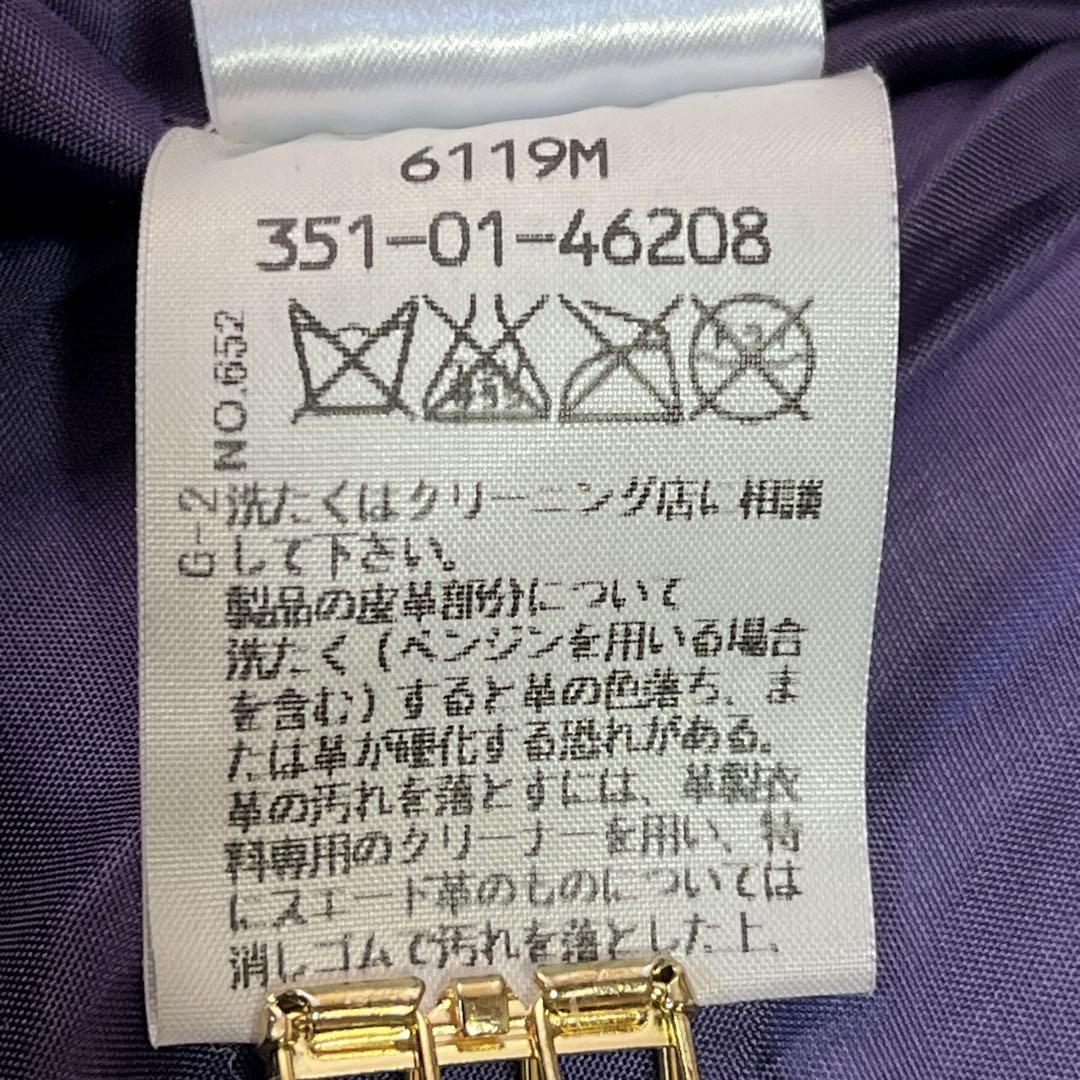 6119M
351-01-46208
NO.652
G-2
洗たくはクリーニング店に相談
して下さい。
製品の皮革部分について
洗たく(ベンジンを用いる場合
を含む)すると革の色落ち、ま
たは革が硬化する恐れがある。
革の汚れを落とすには、革製衣
料専用のクリーナーを用い、特
にスエード革のものについては
消しゴムで汚れを落とした上、